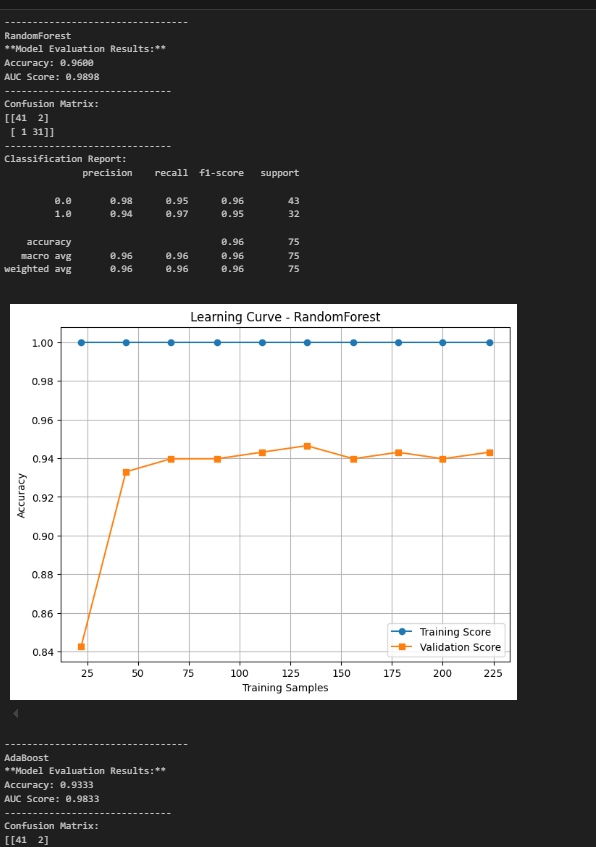 ---------------------------------
RandomForest
**Model Evaluation Results:**
Accuracy: 0.9600
AUC Score: 0.9898
------------------------------
Confusion Matrix:
[[41  2]
 [ 1 31]]
------------------------------
Classification Report:
              precision    recall  f1-score   support

         0.0       0.98      0.95      0.96        43
         1.0       0.94      0.97      0.95        32

    accuracy                           0.96        75
   macro avg       0.96      0.96      0.96        75
weighted avg       0.96      0.96      0.96        75

Learning Curve - RandomForest
1.00
0.98
0.96
0.94
0.92
0.90
0.88
0.86
0.84
Accuracy
Training Score
Validation Score
25 50 75 100 125 150 175 200 225
Training Samples
---------------------------------
AdaBoost
**Model Evaluation Results:**
Accuracy: 0.9333
AUC Score: 0.9833
------------------------------
Confusion Matrix:
[[41  2]